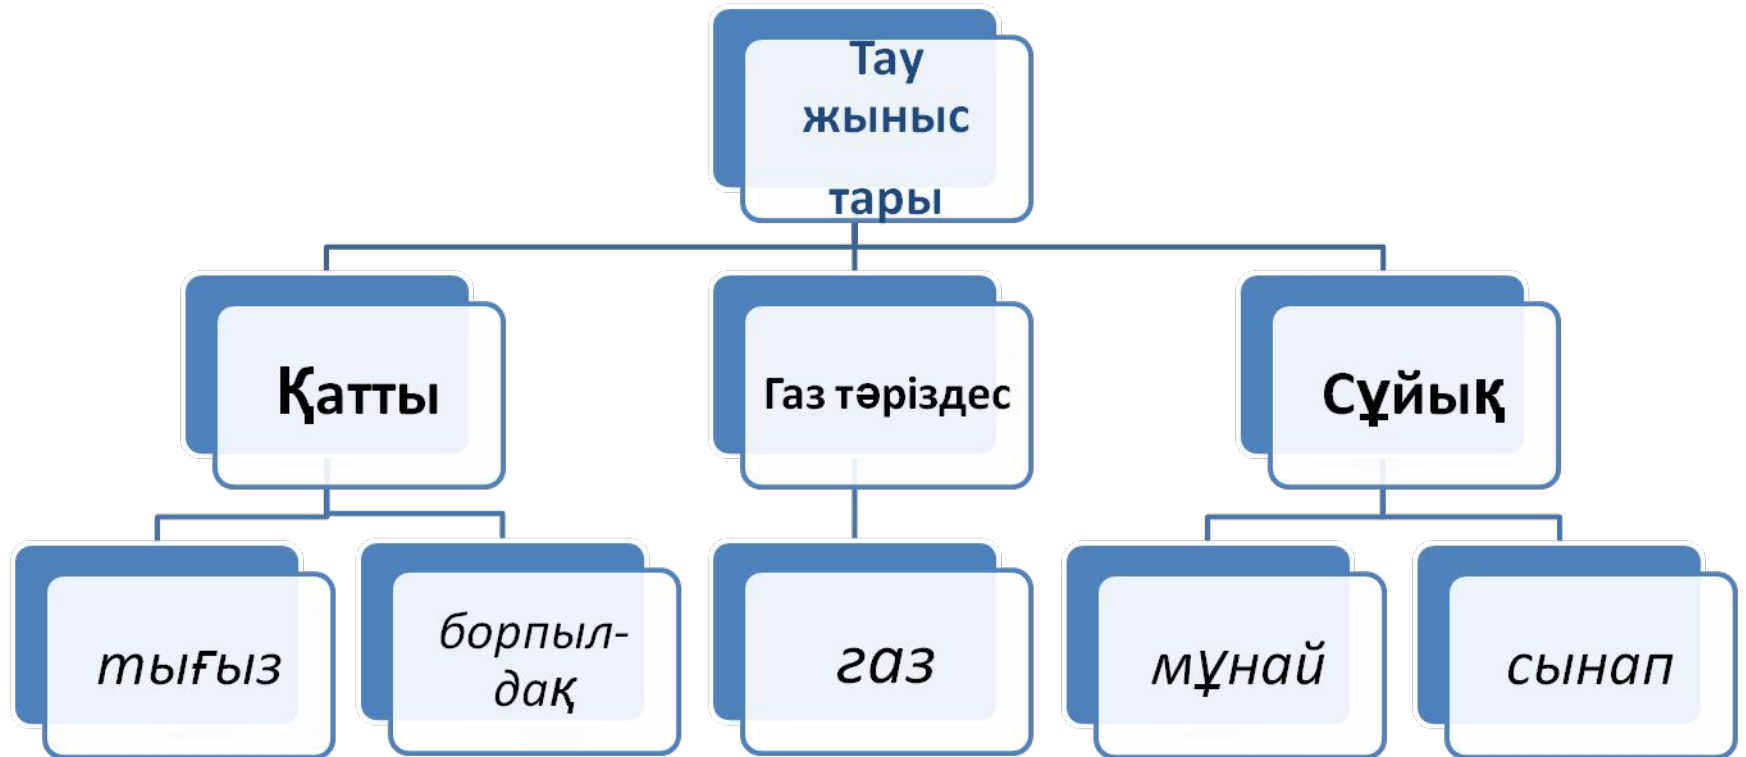 Тау
жыныс
тары
Қатты
Газ тәріздес
Сұйық
тығыз
борпыл-
дақ
газ
мұнай
сынап